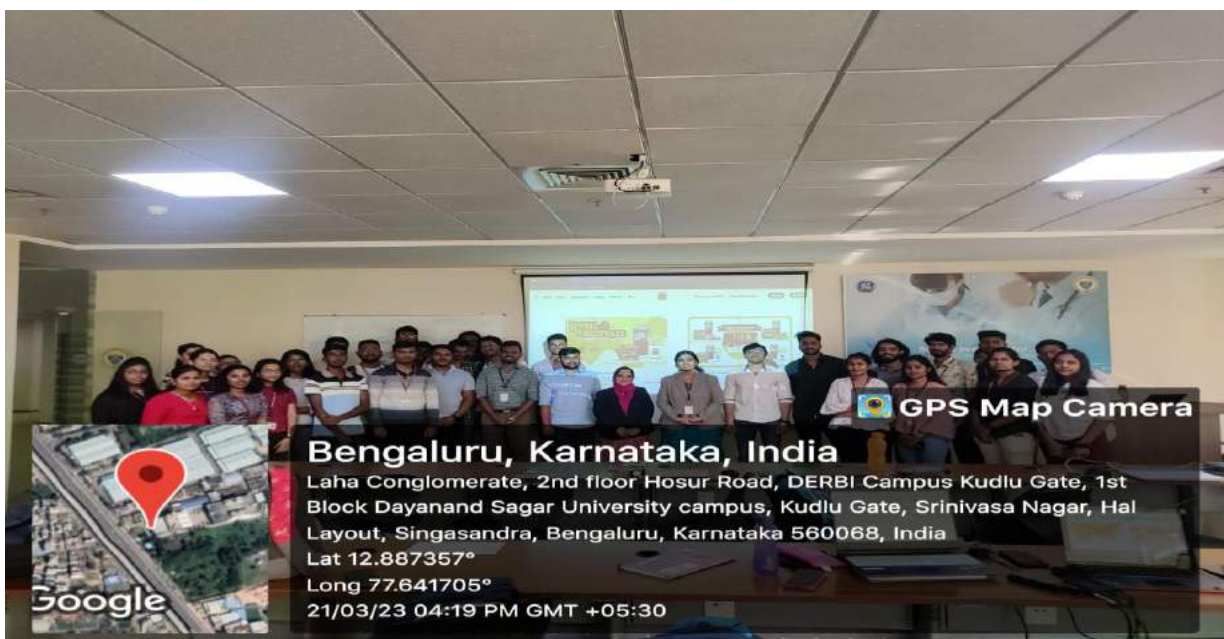 GPS Map Camera
Bengaluru, Karnataka, India
Laha Conglomerate, 2nd floor Hosur Road, DERBI Campus Kudlu Gate, 1st
Block Dayanand Sagar University campus, Kudlu Gate, Srinivasa Nagar, Hal
Layout, Singasandra, Bengaluru, Karnataka 560068, India
Lat 12.887357°
Long 77.641705°
21/03/23 04:19 PM GMT +05:30
Google